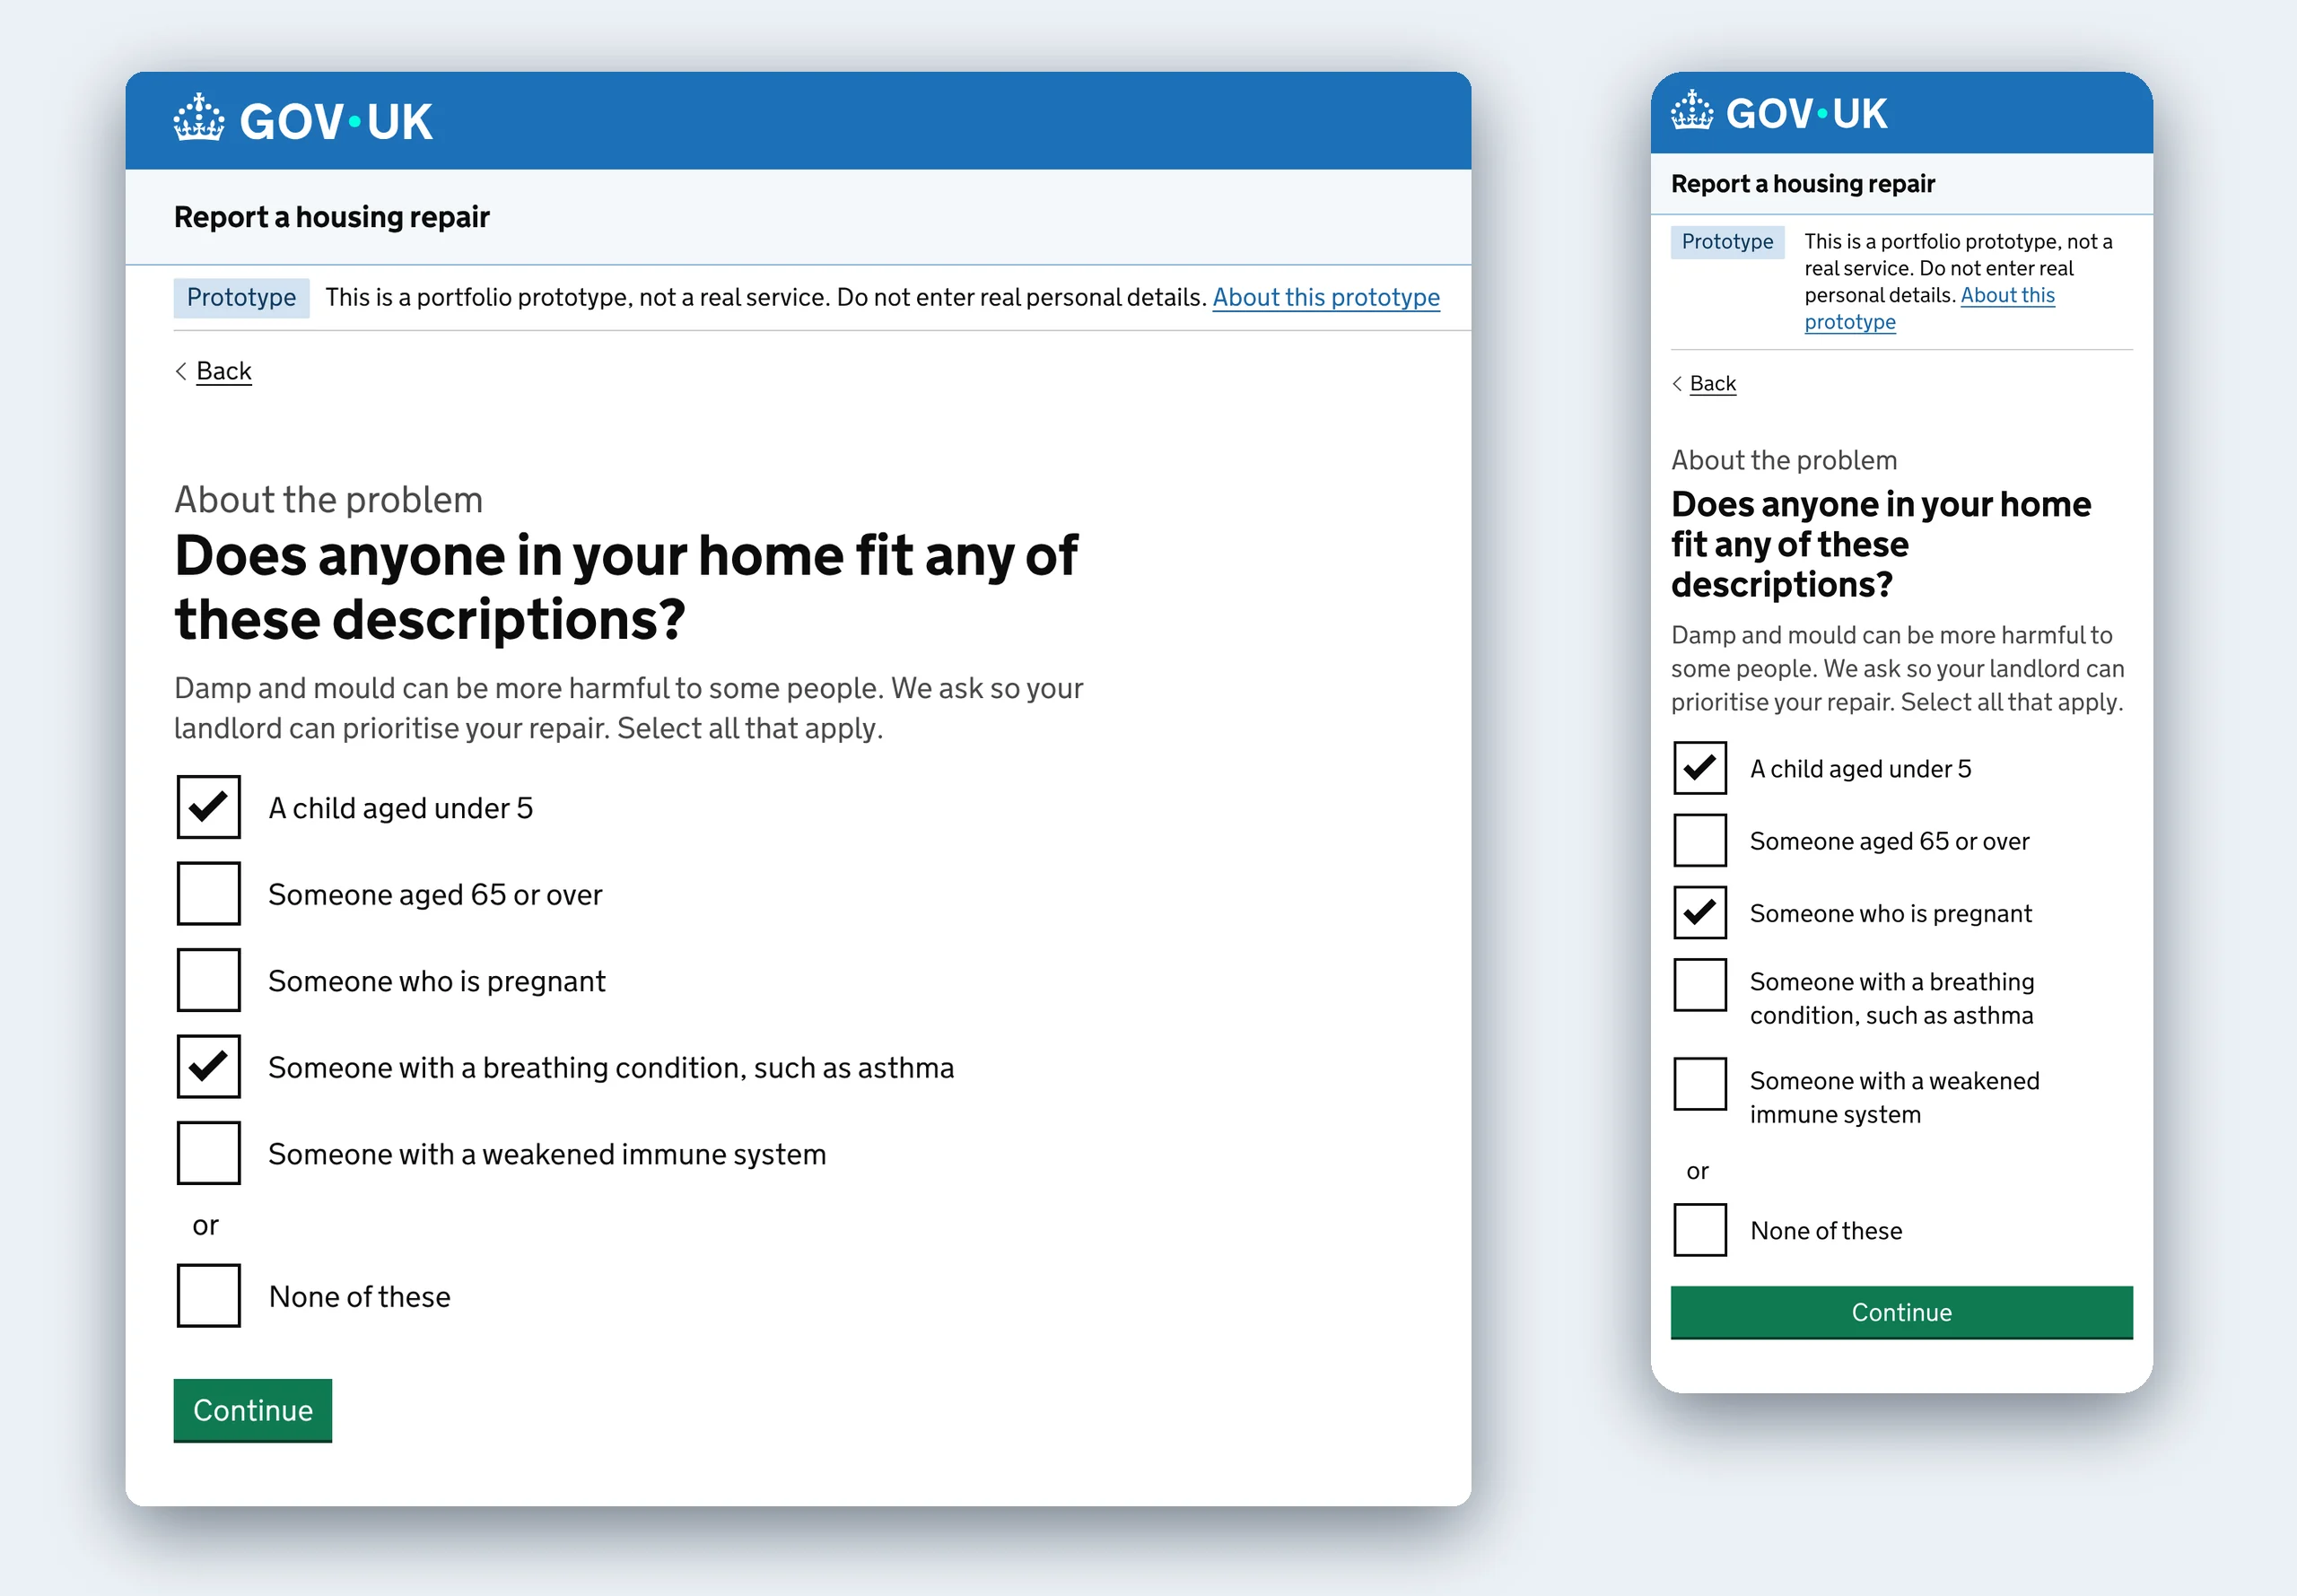 GOV·UK
Report a housing repair
Prototype This is a portfolio prototype, not a real service. Do not enter real personal details. About this prototype
Back
About the problem
Does anyone in your home fit any of
these descriptions?
Damp and mould can be more harmful to some people. We ask so your
landlord can prioritise your repair. Select all that apply.
A child aged under 5
Someone aged 65 or over
Someone who is pregnant
Someone with a breathing condition, such as asthma
Someone with a weakened immune system
or
None of these
Continue
GOV·UK
Report a housing repair
Prototype This is a portfolio prototype, not a
real service. Do not enter real
personal details. About this
prototype
Back
About the problem
Does anyone in your home
fit any of these
descriptions?
Damp and mould can be more harmful to
some people. We ask so your landlord can
prioritise your repair. Select all that apply.
A child aged under 5
Someone aged 65 or over
Someone who is pregnant
Someone with a breathing
condition, such as asthma
Someone with a weakened
immune system
or
None of these
Continue